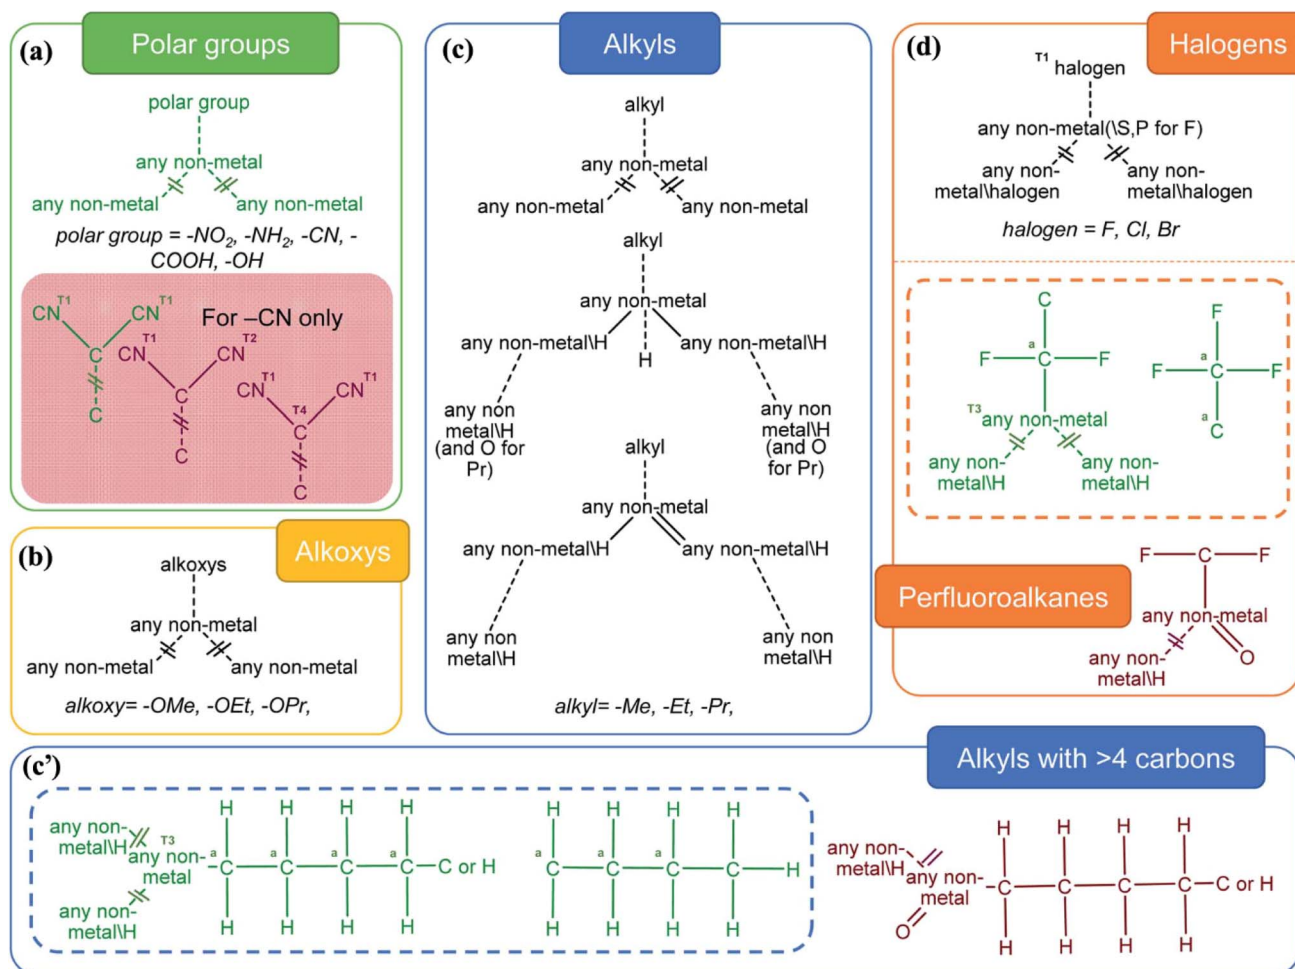 (a)
Polar groups
polar group
any non-metal
any non-metal
any non-metal
polar group = -NO2, -NH2, -CN, -
COOH, -OH
CN T1
CN T1
C
C
For –CN only
CN T1
CN T2
C
C
CN T1
CN T1
T4
C
C
(b)
Alkoxys
alkoxys
any non-metal
any non-metal
any non-metal
alkoxy= -OMe, -OEt, -OPr,
(c)
Alkyls
alkyl
any non-metal
any non-metal
any non-metal
alkyl
any non-metal
any non-metal\H
any non-metal\H
H
any non
metal\H
(and O for
Pr)
any non
metal\H
(and O
for Pr)
alkyl
any non-metal
any non-metal\H
any non-metal\H
any non
metal\H
any non
metal\H
alkyl= -Me, -Et, -Pr,
(d)
Halogens
T1 halogen
any non-metal(\S,P for F)
any non-
metal\halogen
any non-
metal\halogen
halogen = F, Cl, Br
C
a
F C F
T3 any non-metal
any non-
metal\H
any non-
metal\H
F
a
F C F
a
C
Perfluoroalkanes
F C F
any non-metal
any non-
metal\H
O
(c’)
Alkyls with >4 carbons
any non-
metal\H
T3
any non-
metal
any non-
metal\H
H H H H
a a a a
C C C C C or H
H H H H
H H H H
a a a
C C C C H
H H H H
any non-
metal\H
any non-
metal
O
H H H H
C C C C C or H
H H H H